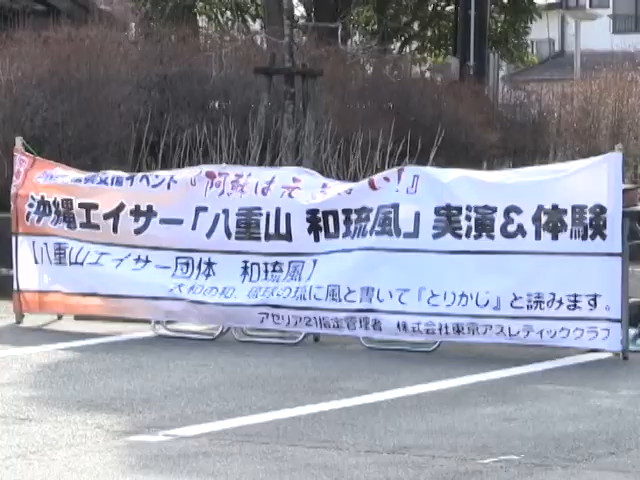 イベント『阿蘇は元 い!』
沖縄エイサー「八重山 和琉風」実演&体験
【八重山エイサー団体 和琉風】
大和の和、琉球の琉に風と書いて『とりかじ』と読みます。
アゼリア21指定管理者 株式会社東京アスレティッククラブ